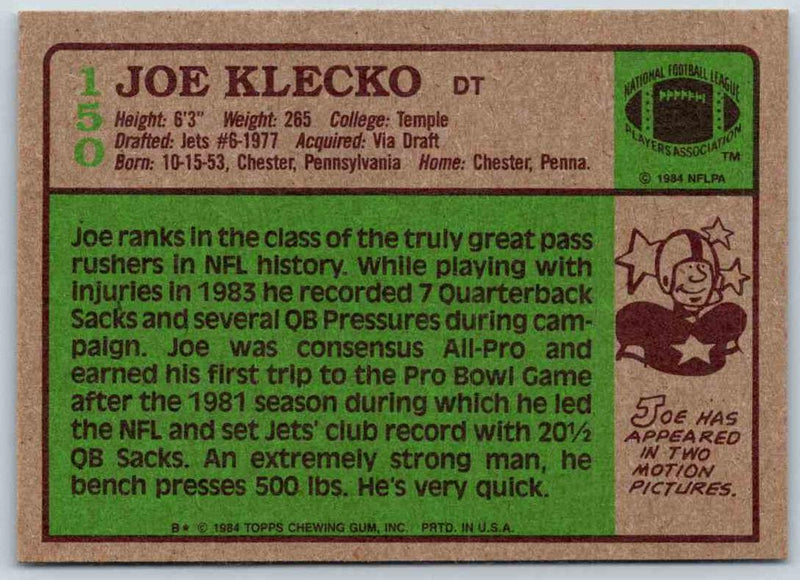 150
JOE KLECKO DT
Height: 6'3" Weight: 265 College: Temple
Drafted: Jets #6-1977 Acquired: Via Draft
Born: 10-15-53, Chester, Pennsylvania Home: Chester, Penna.
NATIONAL FOOTBALL LEAGUE
PLAYERS ASSOCIATION
TM
© 1984 NFLPA
Joe ranks in the class of the truly great pass
rushers in NFL history. While playing with
injuries in 1983 he recorded 7 Quarterback
Sacks and several QB Pressures during cam-
paign. Joe was consensus All-Pro and
earned his first trip to the Pro Bowl Game
after the 1981 season during which he led
the NFL and set Jets' club record with 20½
QB Sacks. An extremely strong man, he
bench presses 500 lbs. He's very quick.
JOE HAS
APPEARED
IN TWO
MOTION
PICTURES.
B* © 1984 TOPPS CHEWING GUM, INC. PRTD. IN U.S.A.